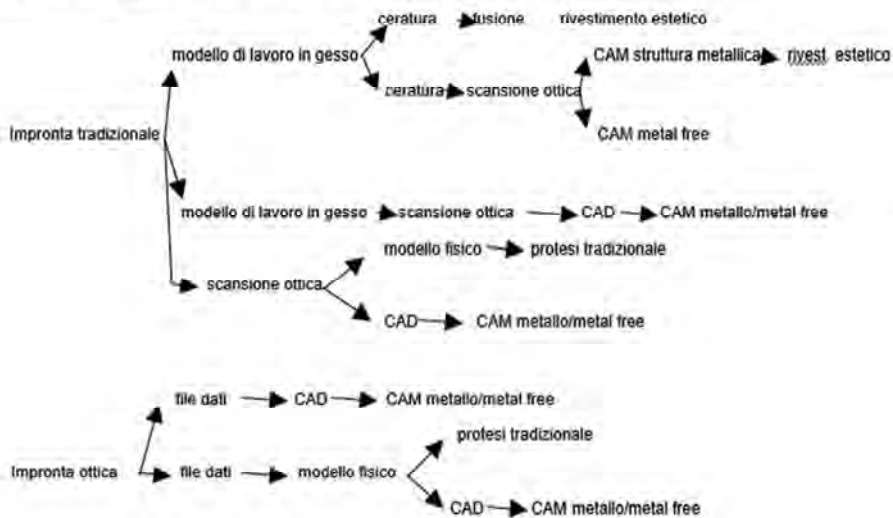 ceratura fusione rivestimento estetico
modello di lavoro in gesso CAM struttura metallica rivest. estetico
ceratura scansione ottica
Impronta tradizionale CAM metal free
modello di lavoro in gesso scansione ottica CAD CAM metallo/metal free
modello fisico protesi tradizionale
scansione ottica
CAD CAM metallo/metal free
file dati CAD CAM metallo/metal free
protesi tradizionale
Impronta ottica file dati modello fisico
CAD CAM metallo/metal free